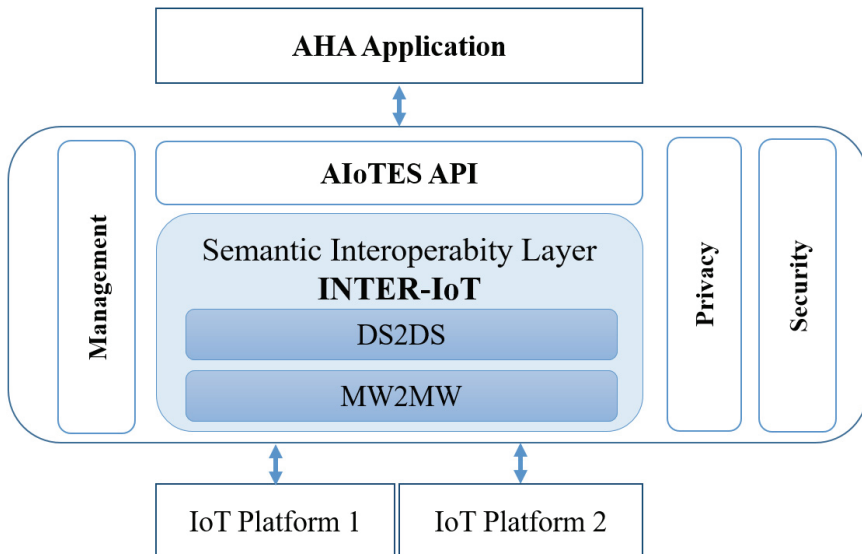 AHA Application
Management
AIoTES API
Semantic Interoperabity Layer
INTER-IoT
DS2DS
MW2MW
Privacy
Security
IoT Platform 1
IoT Platform 2